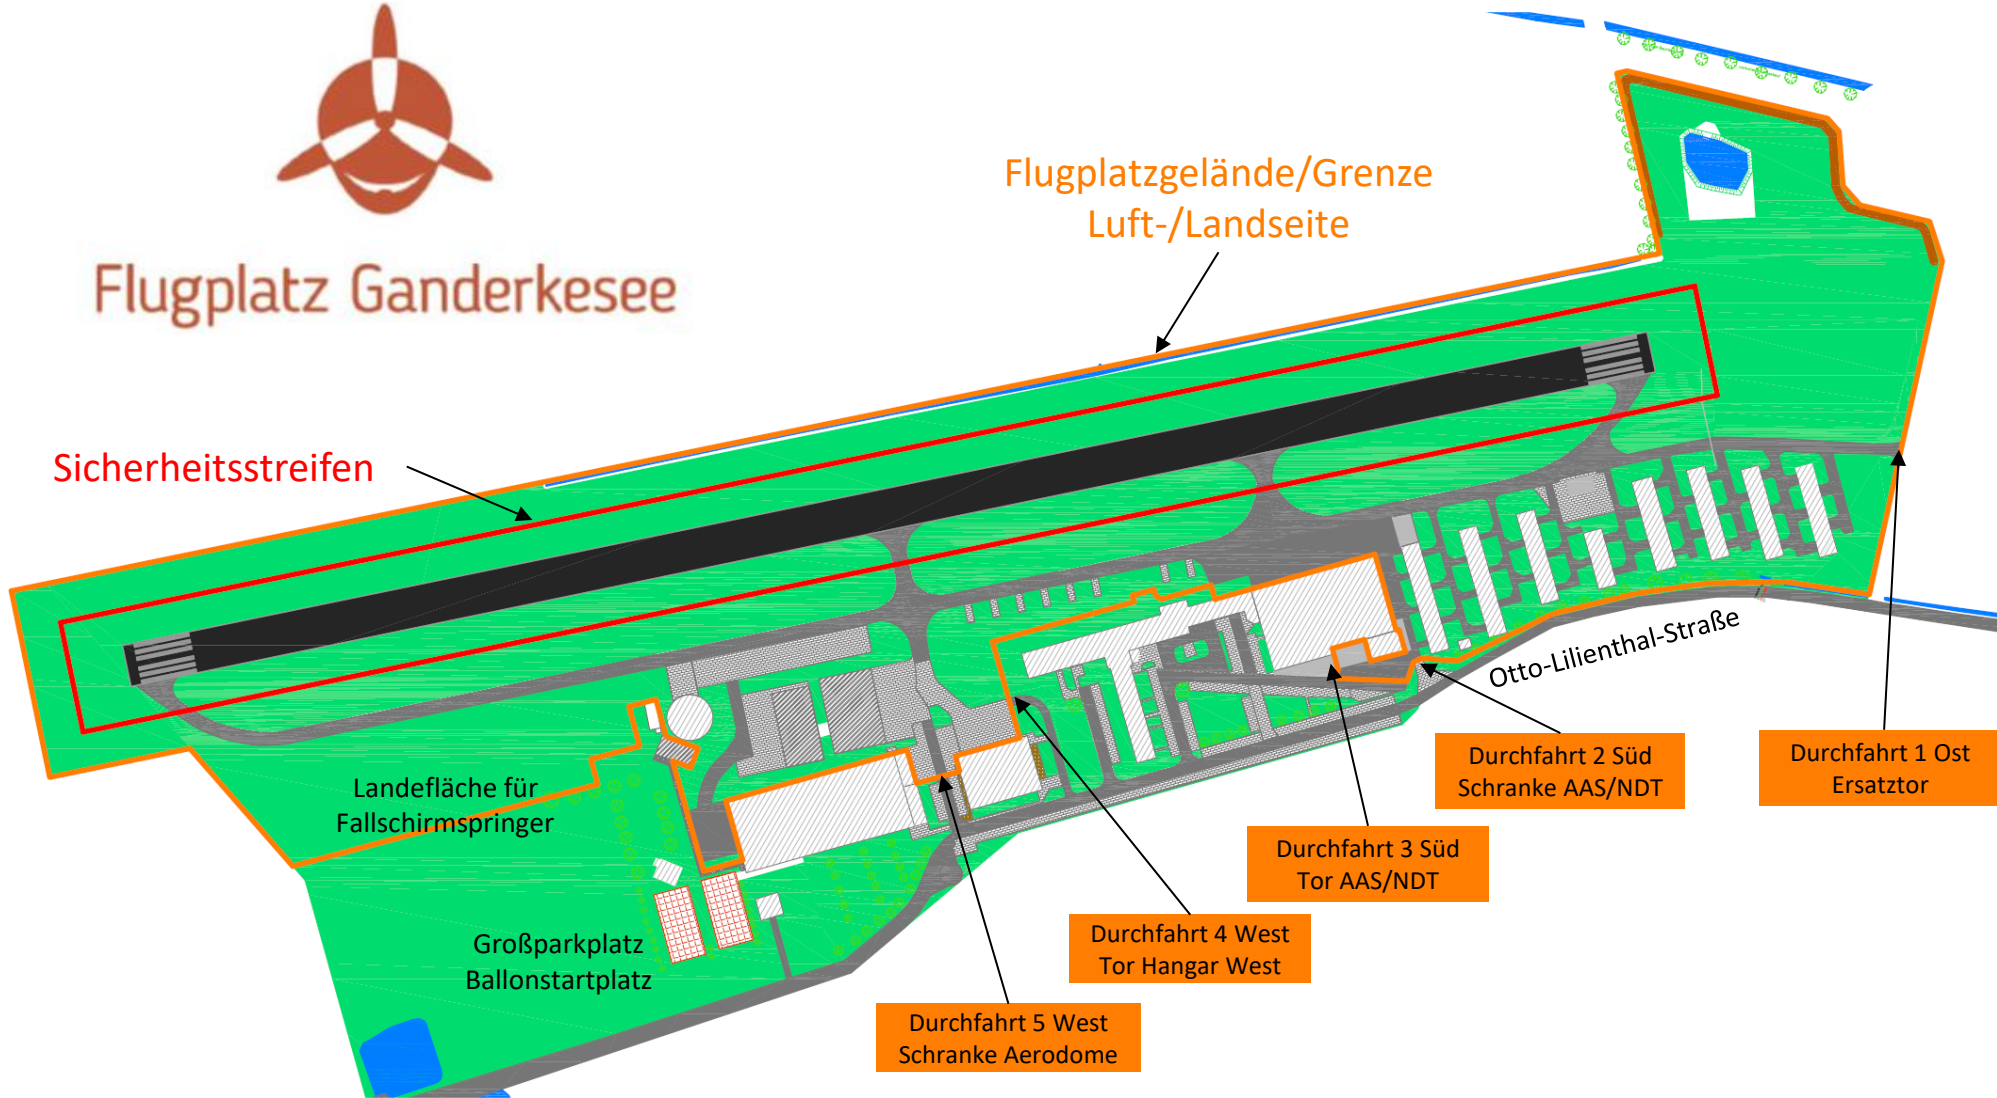 Flugplatz Ganderkesee
Flugplatzgelände/Grenze
Luft-/Landseite
Sicherheitsstreifen
Otto-Lilienthal-Straße
Landefläche für
Fallschirmspringer
Großparkplatz
Ballonstartplatz
Durchfahrt 1 Ost
Ersatztor
Durchfahrt 2 Süd
Schranke AAS/NDT
Durchfahrt 3 Süd
Tor AAS/NDT
Durchfahrt 4 West
Tor Hangar West
Durchfahrt 5 West
Schranke Aerodome